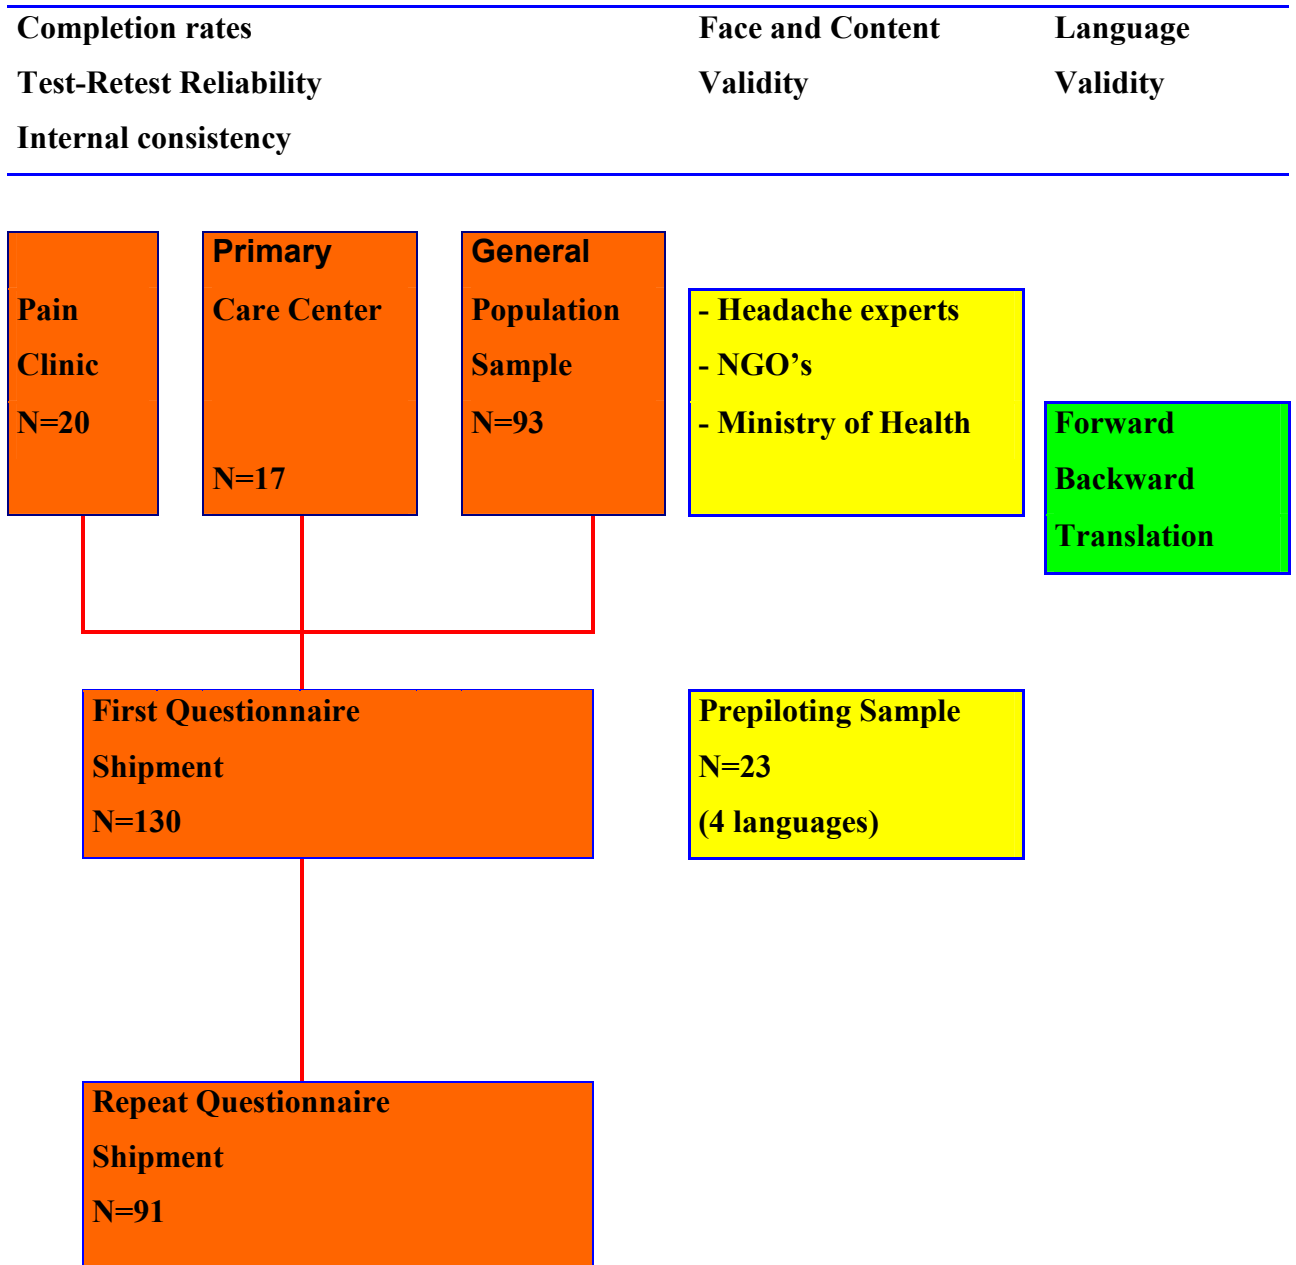 Completion rates
Test-Retest Reliability
Internal consistency
Face and Content
Validity
Language
Validity
Pain
Clinic
N=20
Primary
Care Center
N=17
General
Population
Sample
N=93
- Headache experts
- NGO’s
- Ministry of Health
Forward
Backward
Translation
First Questionnaire
Shipment
N=130
Prepiloting Sample
N=23
(4 languages)
Repeat Questionnaire
Shipment
N=91